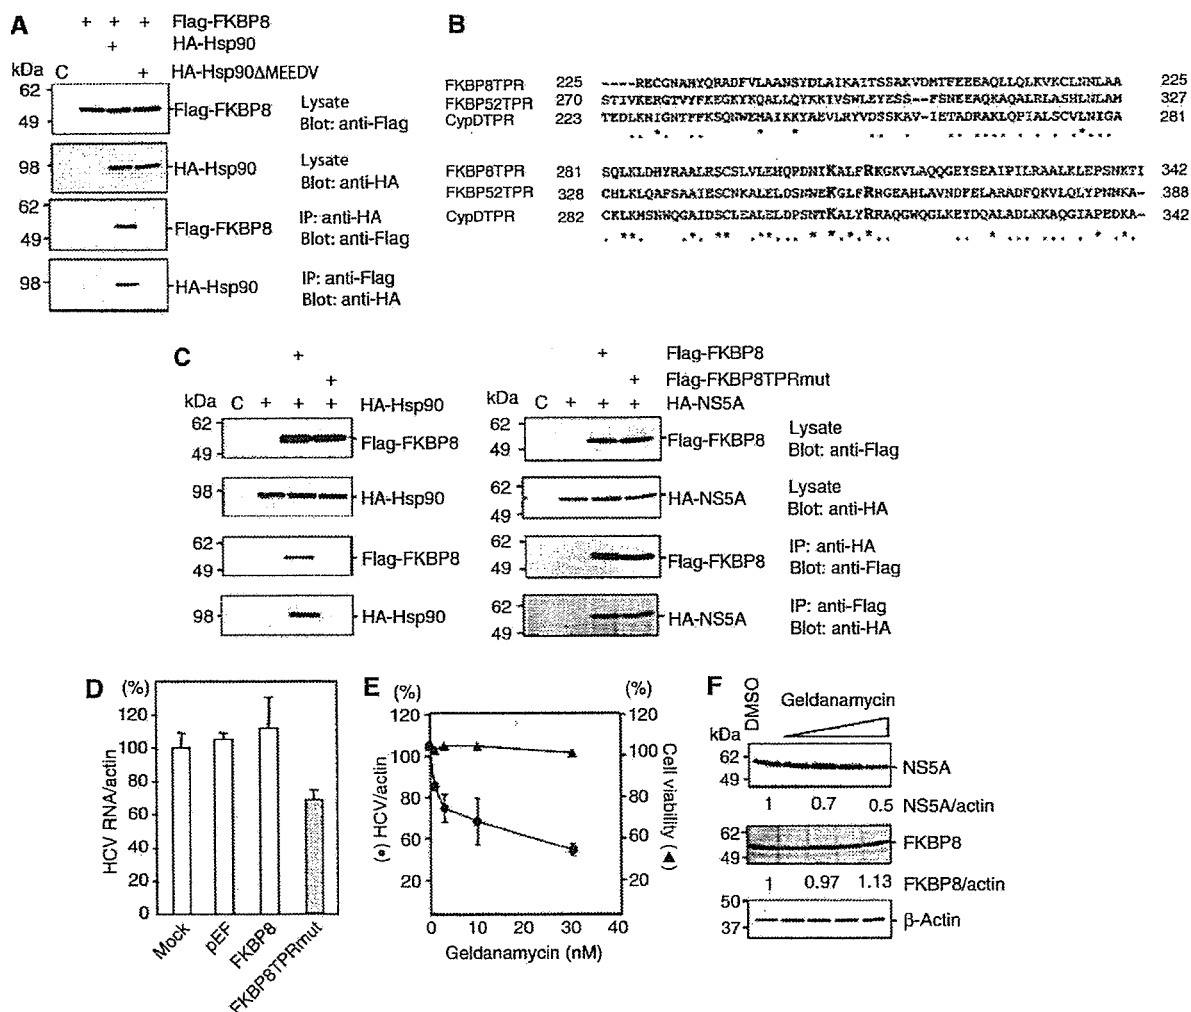 A
+ + + Flag-FKBP8
+ HA-Hsp90
kDa C + HA-Hsp90ΔMEEDV
62
49
Flag-FKBP8
Lysate
Blot: anti-Flag
98
HA-Hsp90
Lysate
Blot: anti-HA
62
49
Flag-FKBP8
IP: anti-HA
Blot: anti-Flag
98
HA-Hsp90
IP: anti-Flag
Blot: anti-HA
B
FKBP8TPR 225 225
FKBP52TPR 270 327
CypDTPR 223 281
FKBP8TPR 281 342
FKBP52TPR 328 388
CypDTPR 282 342
C
+ + Flag-FKBP8
+ + Flag-FKBP8TPRmut
kDa C + + + HA-Hsp90
kDa C + + + HA-NS5A
62
49
Flag-FKBP8
62
49
Flag-FKBP8
Lysate
Blot: anti-Flag
98
HA-Hsp90
62
49
HA-NS5A
Lysate
Blot: anti-HA
62
49
Flag-FKBP8
62
49
Flag-FKBP8
IP: anti-HA
Blot: anti-Flag
98
HA-Hsp90
62
49
HA-NS5A
IP: anti-Flag
Blot: anti-HA
D
(%)
HCV RNA/actin
120
100
80
60
40
20
0
Mock
pEF
FKBP8
FKBP8TPRmut
E
(%) (%)
120 120
100 100
80 80
60 60
40 40
20 20
(●) HCV/actin
Cell viability (▲)
0 10 20 30 40
Geldanamycin (nM)
F
DMSO
Geldanamycin
kDa
62
49
NS5A
1 0.7 0.5 NS5A/actin
62
49
FKBP8
1 0.97 1.13 FKBP8/actin
50
37
β-Actin